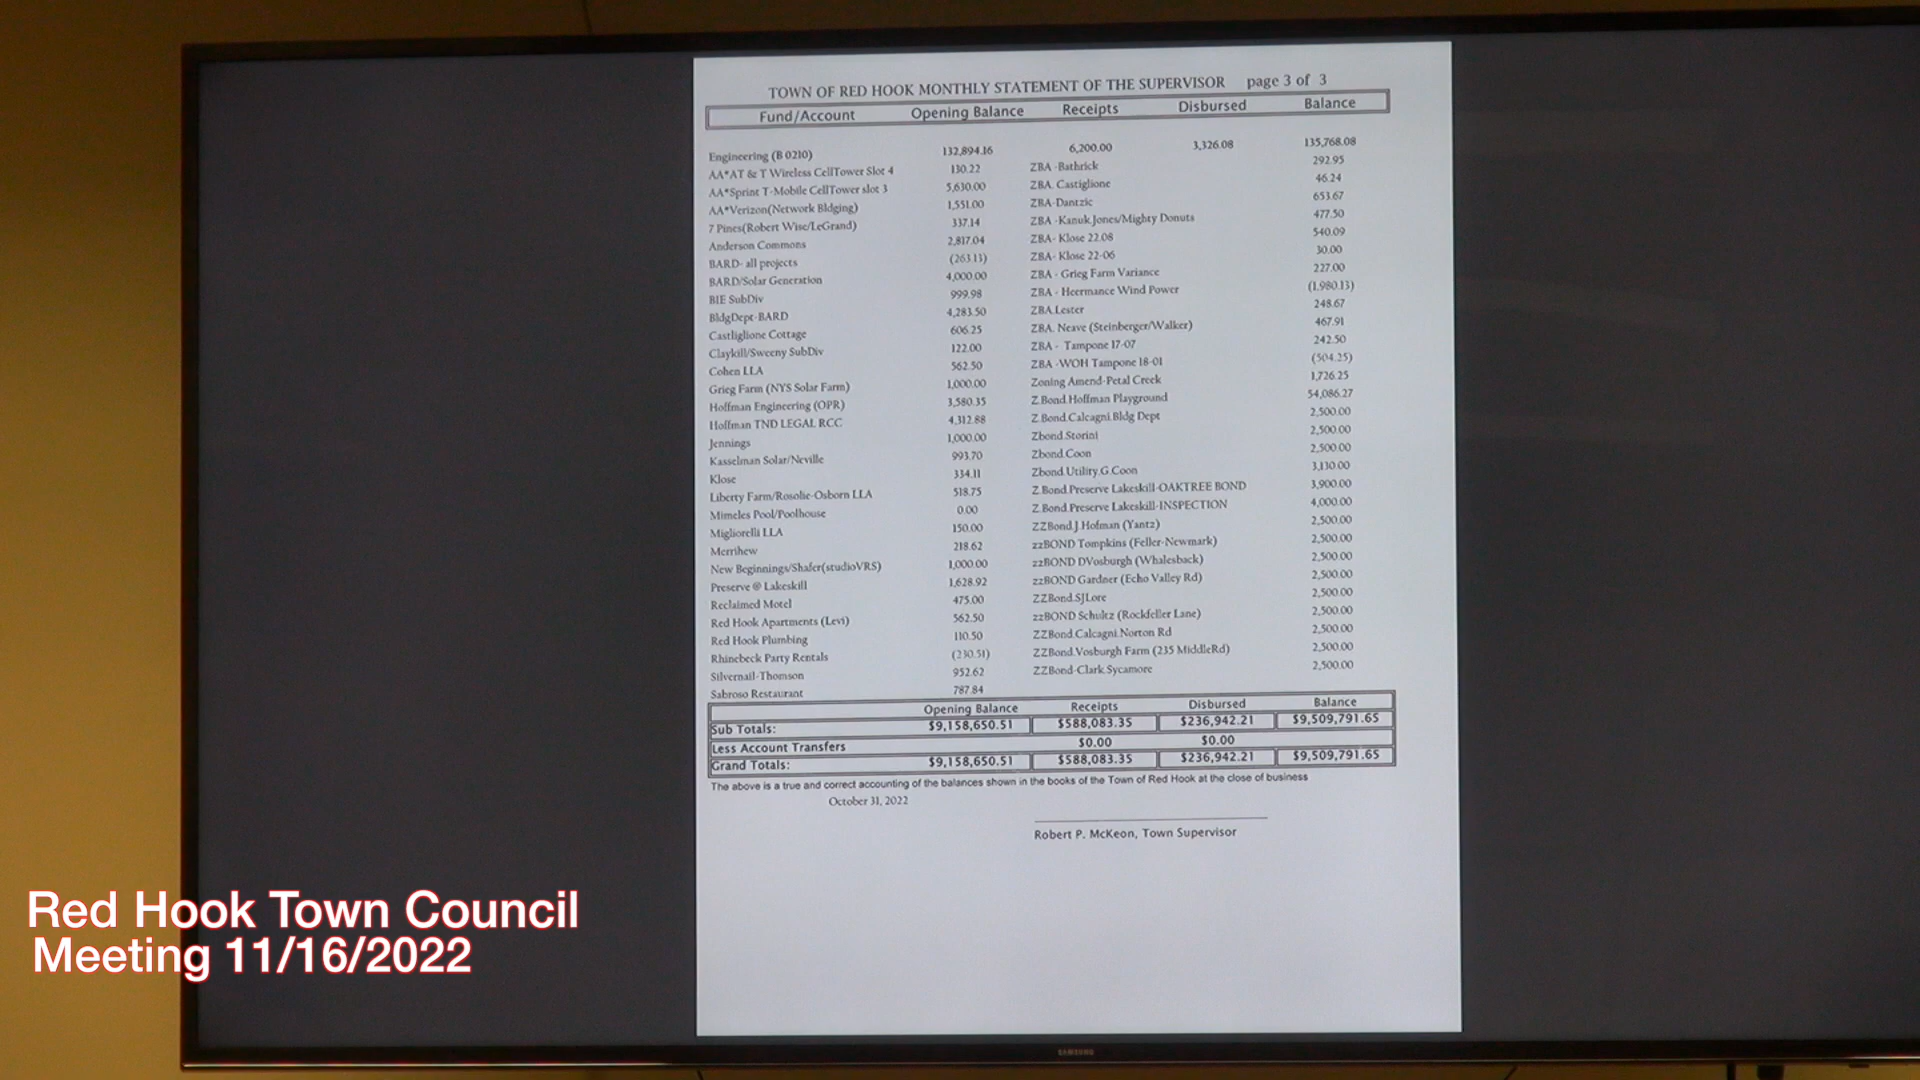 TOWN OF RED HOOK MONTHLY STATEMENT OF THE SUPERVISOR page 3 of 3
Fund/Account Opening Balance Receipts Disbursed Balance
Engineering (B 0210) 132,894.16 6,200.00 3,326.08 135,768.08
AA*AT & T Wireless CellTower Slot 4 130.22 ZBA -Bathrick 292.95
AA*Sprint T-Mobile CellTower slot 3 5,630.00 ZBA. Castiglione 46.24
AA*Verizon(Network Bldging) 1,551.00 ZBA-Dantzic 653.67
7 Pines(Robert Wise/LeGrand) 337.14 ZBA -Kanuk Jones/Mighty Donuts 477.50
Anderson Commons 2,817.04 ZBA- Klose 22.08 540.09
BARD- all projects (263.13) ZBA- Klose 22-06 30.00
BARD/Solar Generation 4,000.00 ZBA - Grieg Farm Variance 227.00
BIE SubDiv 999.98 ZBA - Heermance Wind Power (1,980.13)
BldgDept-BARD 4,283.50 ZBA.Lester 248.67
Castliglione Cottage 606.25 ZBA. Neave (Steinberger/Walker) 467.91
Claykill/Sweeny SubDiv 122.00 ZBA - Tampone 17-07 242.50
Cohen LLA 562.50 ZBA -WOH Tampone 18-01 (504.25)
Grieg Farm (NYS Solar Farm) 1,000.00 Zoning Amend-Petal Creek 1,726.25
Hoffman Engineering (OPR) 3,580.35 Z.Bond.Hoffman Playground 54,086.27
Hoffman TND LEGAL RCC 4,312.88 Z.Bond.Calcagni.Bldg Dept 2,500.00
Jennings 1,000.00 Zbond.Storini 2,500.00
Kasselman Solar/Neville 993.70 Zbond.Coon 2,500.00
Klose 334.11 Zbond.Utility.G.Coon 3,130.00
Liberty Farm/Rosolie-Osborn LLA 518.75 Z.Bond.Preserve Lakeskill-OAKTREE BOND 3,900.00
Mimeles Pool/Poolhouse 0.00 Z.Bond.Preserve Lakeskill-INSPECTION 4,000.00
Migliorelli LLA 150.00 ZZBond.J.Hofman (Yantz) 2,500.00
Merrihew 218.62 zzBOND Tompkins (Feller-Newmark) 2,500.00
New Beginnings/Shafer(studioVRS) 1,000.00 zzBOND DVosburgh (Whalesback) 2,500.00
Preserve @ Lakeskill 1,628.92 zzBOND Gardner (Echo Valley Rd) 2,500.00
Reclaimed Motel 475.00 ZZBond.SJLore 2,500.00
Red Hook Apartments (Levi) 562.50 zzBOND Schultz (Rockfeller Lane) 2,500.00
Red Hook Plumbing 110.50 ZZBond.Calcagni.Norton Rd 2,500.00
Rhinebeck Party Rentals (230.51) ZZBond.Vosburgh Farm (235 MiddleRd) 2,500.00
Silvernail-Thomson 952.62 ZZBond-Clark.Sycamore 2,500.00
Sabroso Restaurant 787.84
Opening Balance Receipts Disbursed Balance
Sub Totals: $9,158,650.51 $588,083.35 $236,942.21 $9,509,791.65
Less Account Transfers $0.00 $0.00
Grand Totals: $9,158,650.51 $588,083.35 $236,942.21 $9,509,791.65
The above is a true and correct accounting of the balances shown in the books of the Town of Red Hook at the close of business
October 31, 2022
Robert P. McKeon, Town Supervisor
Red Hook Town Council
Meeting 11/16/2022
SAMSUNG